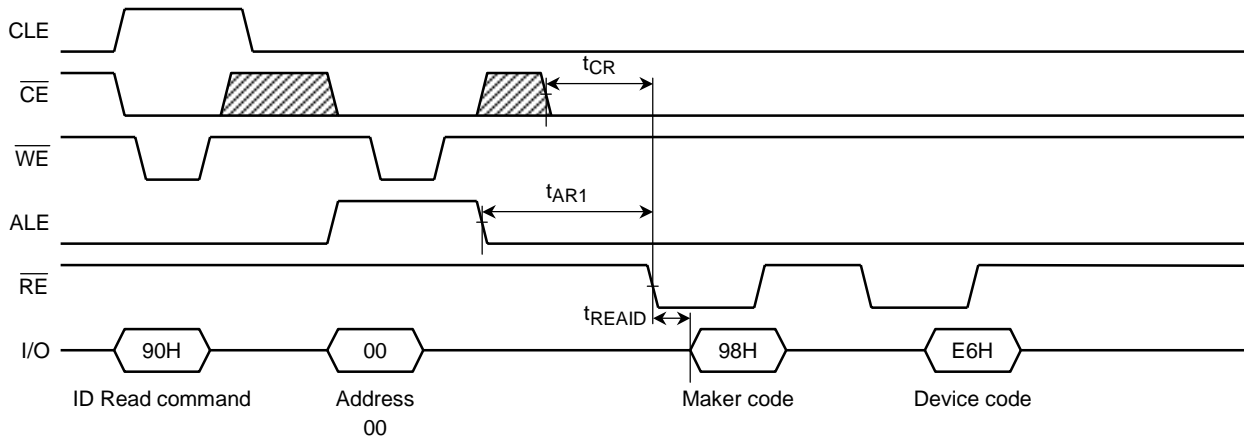 CLE
CE
tCR
WE
tAR1
ALE
RE
tREAID
I/O 90H 00 98H E6H
ID Read command Address Maker code Device code
00